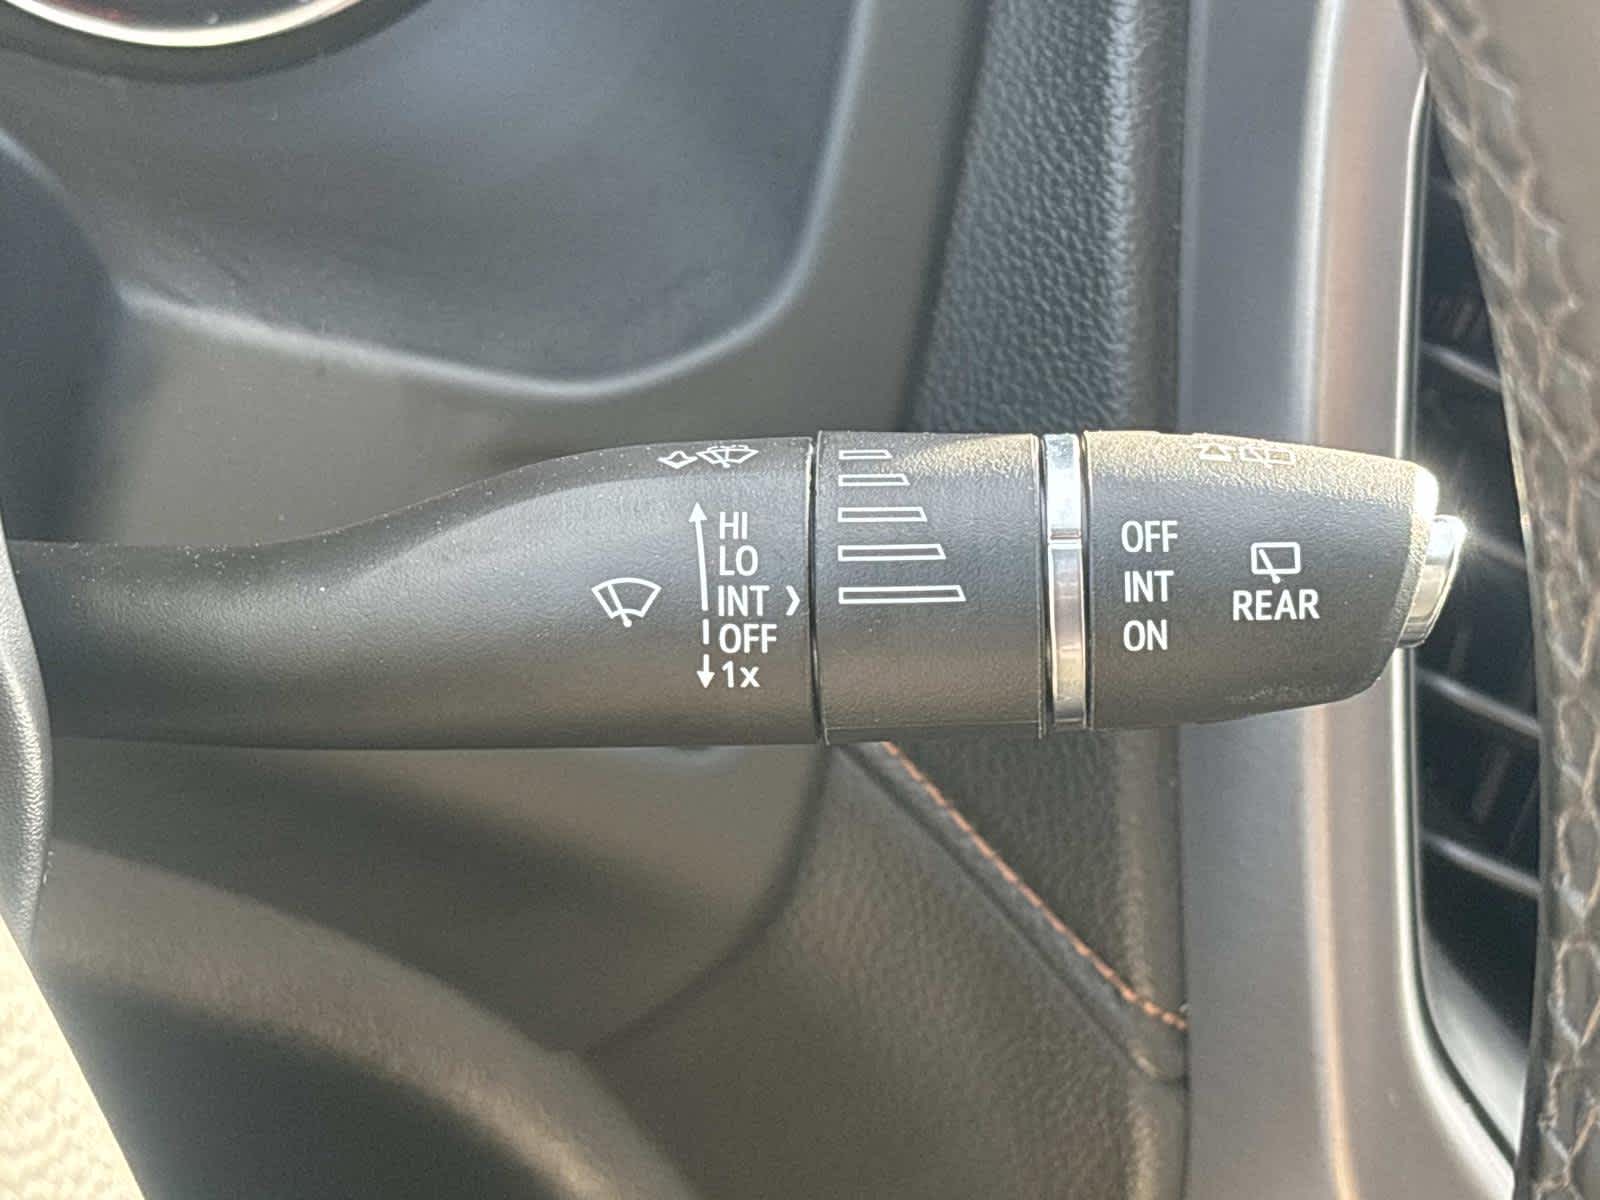 HI
LO
INT
OFF
1x
OFF
INT
ON
REAR